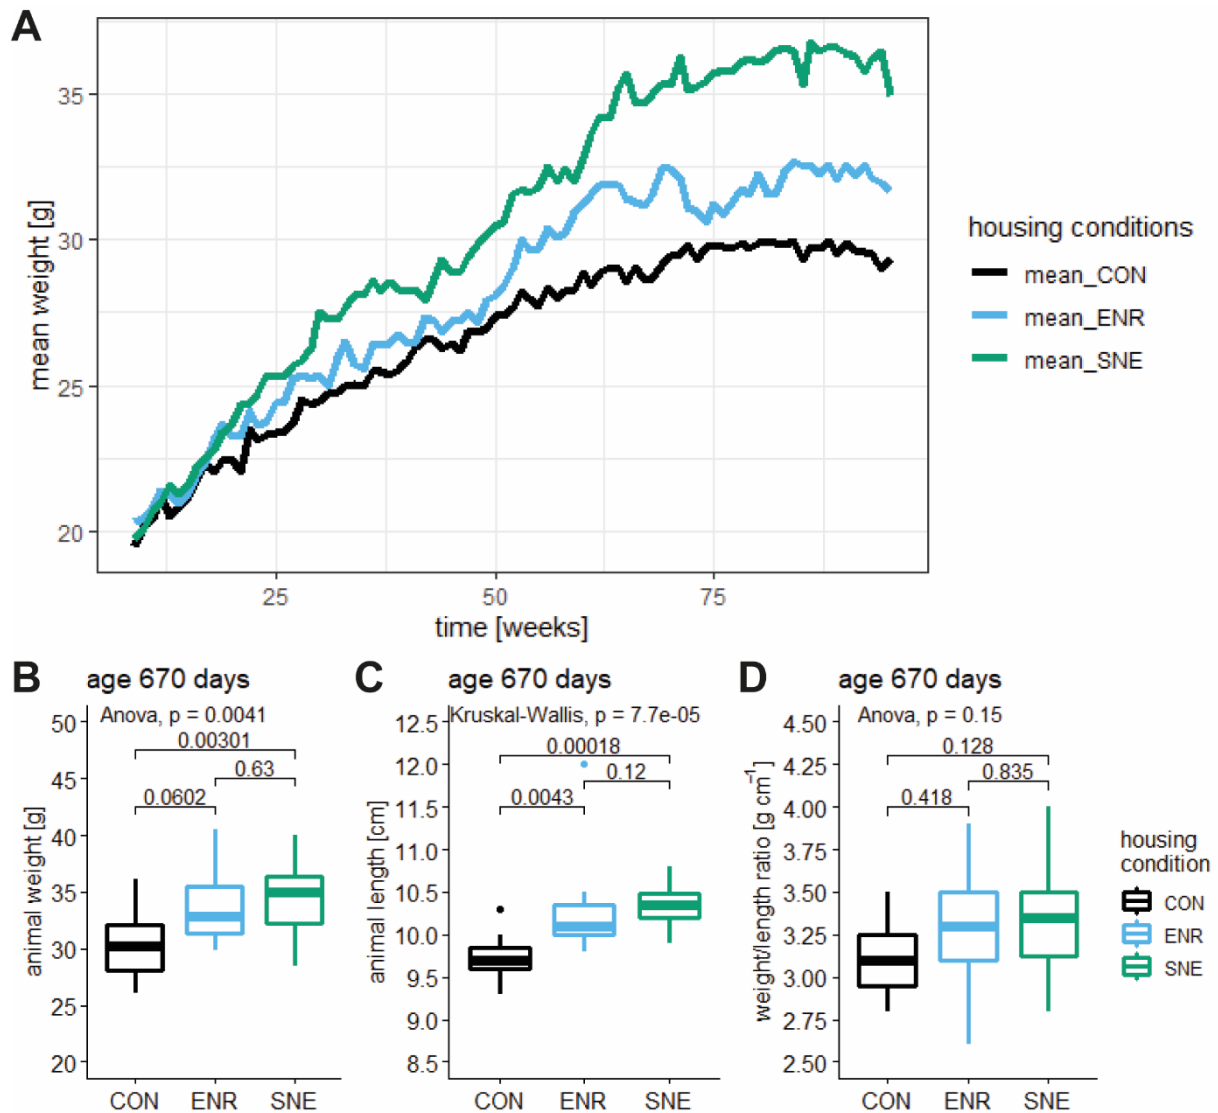 A
mean weight [g]
35
30
25
20
25 50 75
time [weeks]
housing conditions
mean_CON
mean_ENR
mean_SNE
B age 670 days
Anova, p = 0.0041
0.00301
0.63
0.0602
animal weight [g]
50
45
40
35
30
25
20
CON ENR SNE
C age 670 days
Kruskal-Wallis, p = 7.7e-05
0.00018
0.12
0.0043
animal length [cm]
12.5
12.0
11.5
11.0
10.5
10.0
9.5
9.0
8.5
CON ENR SNE
D age 670 days
Anova, p = 0.15
0.128
0.835
0.418
weight/length ratio [g cm⁻¹]
4.50
4.25
4.00
3.75
3.50
3.25
3.00
2.75
2.50
CON ENR SNE
housing
condition
CON
ENR
SNE